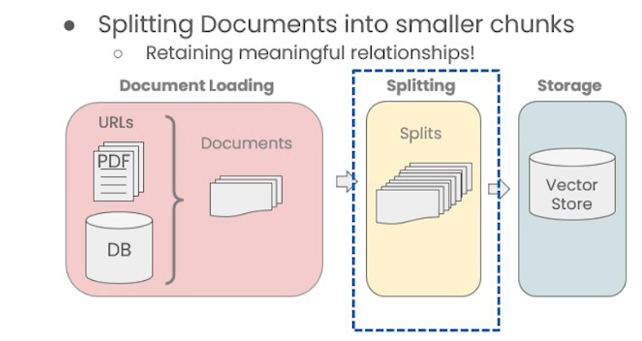 ● Splitting Documents into smaller chunks
○ Retaining meaningful relationships!
Document Loading
Splitting
Storage
URLs
PDF
DB
Documents
Splits
Vector
Store